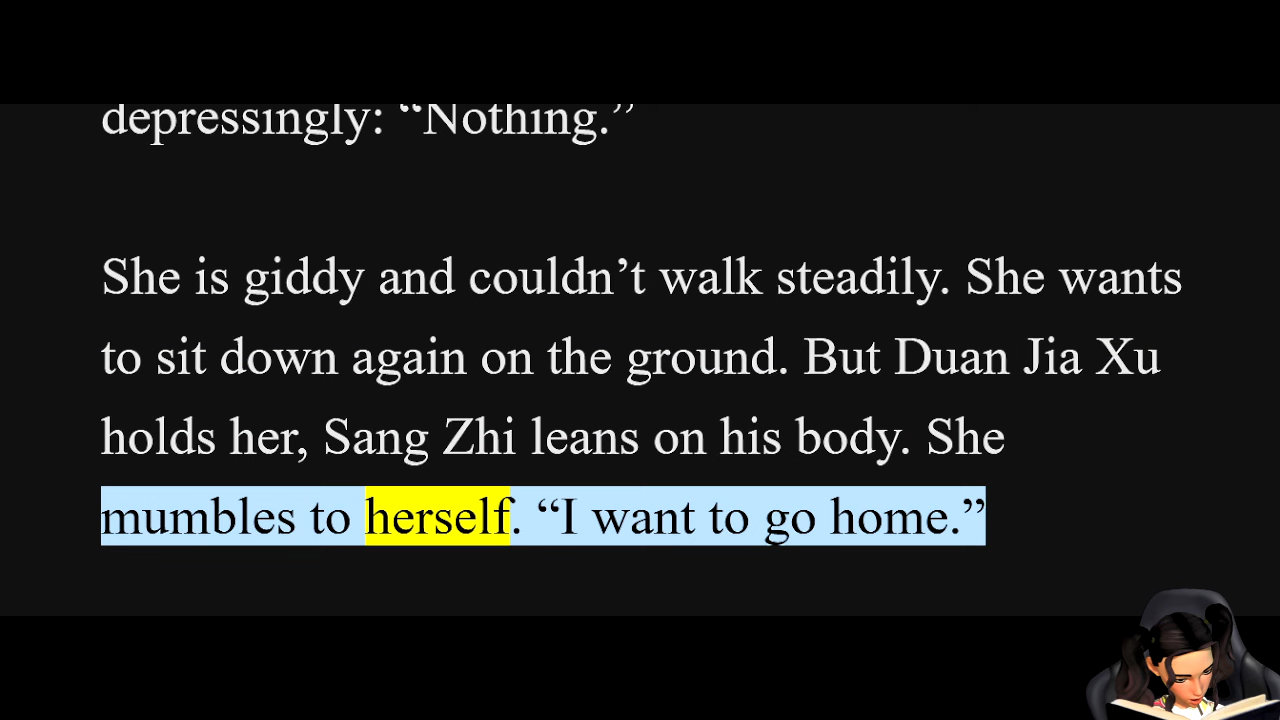 depressingly: “Nothing.”
She is giddy and couldn’t walk steadily. She wants
to sit down again on the ground. But Duan Jia Xu
holds her, Sang Zhi leans on his body. She
mumbles to herself. “I want to go home.”